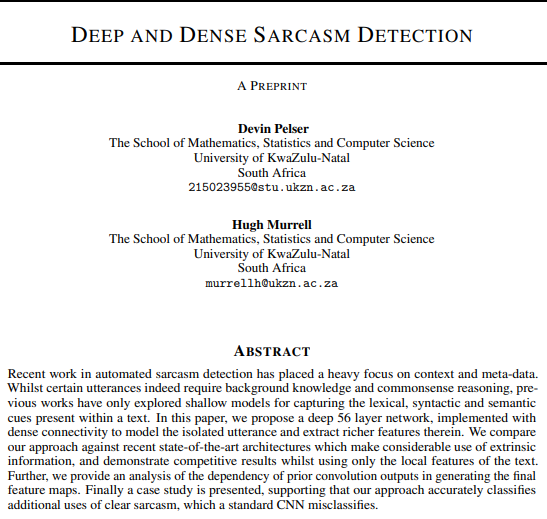 DEEP AND DENSE SARCASM DETECTION
A PREPRINT
Devin Pelser
The School of Mathematics, Statistics and Computer Science
University of KwaZulu-Natal
South Africa
215023955@stu.ukzn.ac.za
Hugh Murrell
The School of Mathematics, Statistics and Computer Science
University of KwaZulu-Natal
South Africa
murrellh@ukzn.ac.za
ABSTRACT
Recent work in automated sarcasm detection has placed a heavy focus on context and meta-data.
Whilst certain utterances indeed require background knowledge and commonsense reasoning, pre-
vious works have only explored shallow models for capturing the lexical, syntactic and semantic
cues present within a text. In this paper, we propose a deep 56 layer network, implemented with
dense connectivity to model the isolated utterance and extract richer features therein. We compare
our approach against recent state-of-the-art architectures which make considerable use of extrinsic
information, and demonstrate competitive results whilst using only the local features of the text.
Further, we provide an analysis of the dependency of prior convolution outputs in generating the final
feature maps. Finally a case study is presented, supporting that our approach accurately classifies
additional uses of clear sarcasm, which a standard CNN misclassifies.